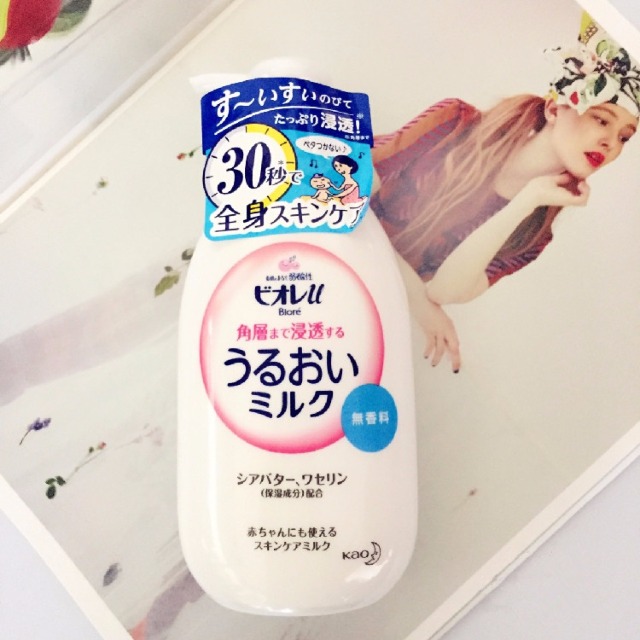 す〜いすいのびて
たっぷり浸透!
30秒で
ベタつかない♪
全身スキンケア
弱酸性
ビオレu
Bioré
角層まで浸透する
うるおい
ミルク
無香料
シアバター、ワセリン
(保湿成分)配合
赤ちゃんにも使える
スキンケアミルク
Kao